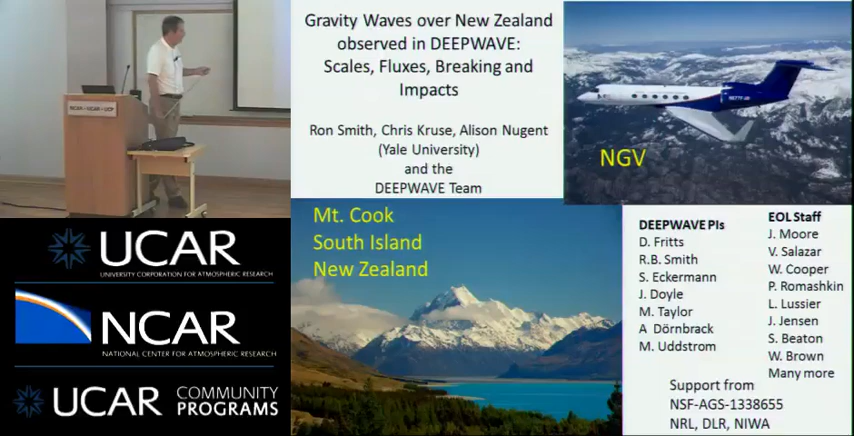 NCAR / UCAR / UCP
UCAR
UNIVERSITY CORPORATION FOR ATMOSPHERIC RESEARCH
NCAR
NATIONAL CENTER FOR ATMOSPHERIC RESEARCH
UCAR COMMUNITY
PROGRAMS
Gravity Waves over New Zealand
observed in DEEPWAVE:
Scales, Fluxes, Breaking and
Impacts
Ron Smith, Chris Kruse, Alison Nugent
(Yale University)
and the
DEEPWAVE Team
NGV
Mt. Cook
South Island
New Zealand
DEEPWAVE PIs
D. Fritts
R.B. Smith
S. Eckermann
J. Doyle
M. Taylor
A Dörnbrack
M. Uddstrom
EOL Staff
J. Moore
V. Salazar
W. Cooper
P. Romashkin
L. Lussier
J. Jensen
S. Beaton
W. Brown
Many more
Support from
NSF-AGS-1338655
NRL, DLR, NIWA